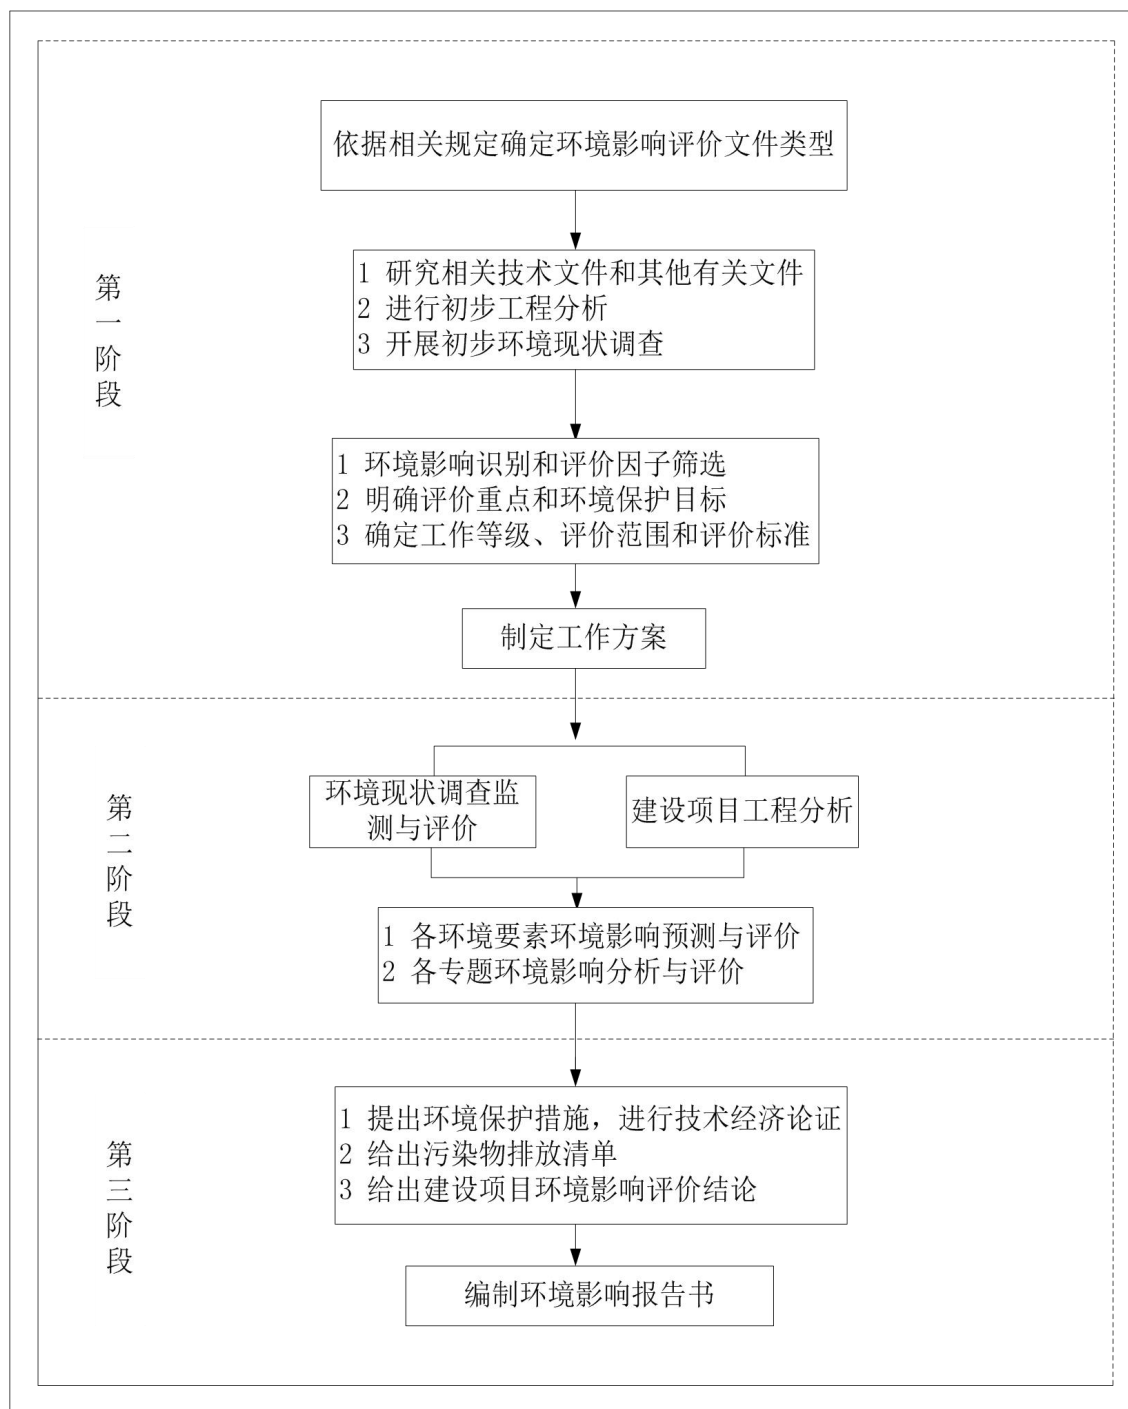 依据相关规定确定环境影响评价文件类型
第一阶段
1 研究相关技术文件和其他有关文件
2 进行初步工程分析
3 开展初步环境现状调查
1 环境影响识别和评价因子筛选
2 明确评价重点和环境保护目标
3 确定工作等级、评价范围和评价标准
制定工作方案
第二阶段
环境现状调查监
测与评价
建设项目工程分析
1 各环境要素环境影响预测与评价
2 各专题环境影响分析与评价
第三阶段
1 提出环境保护措施，进行技术经济论证
2 给出污染物排放清单
3 给出建设项目环境影响评价结论
编制环境影响报告书